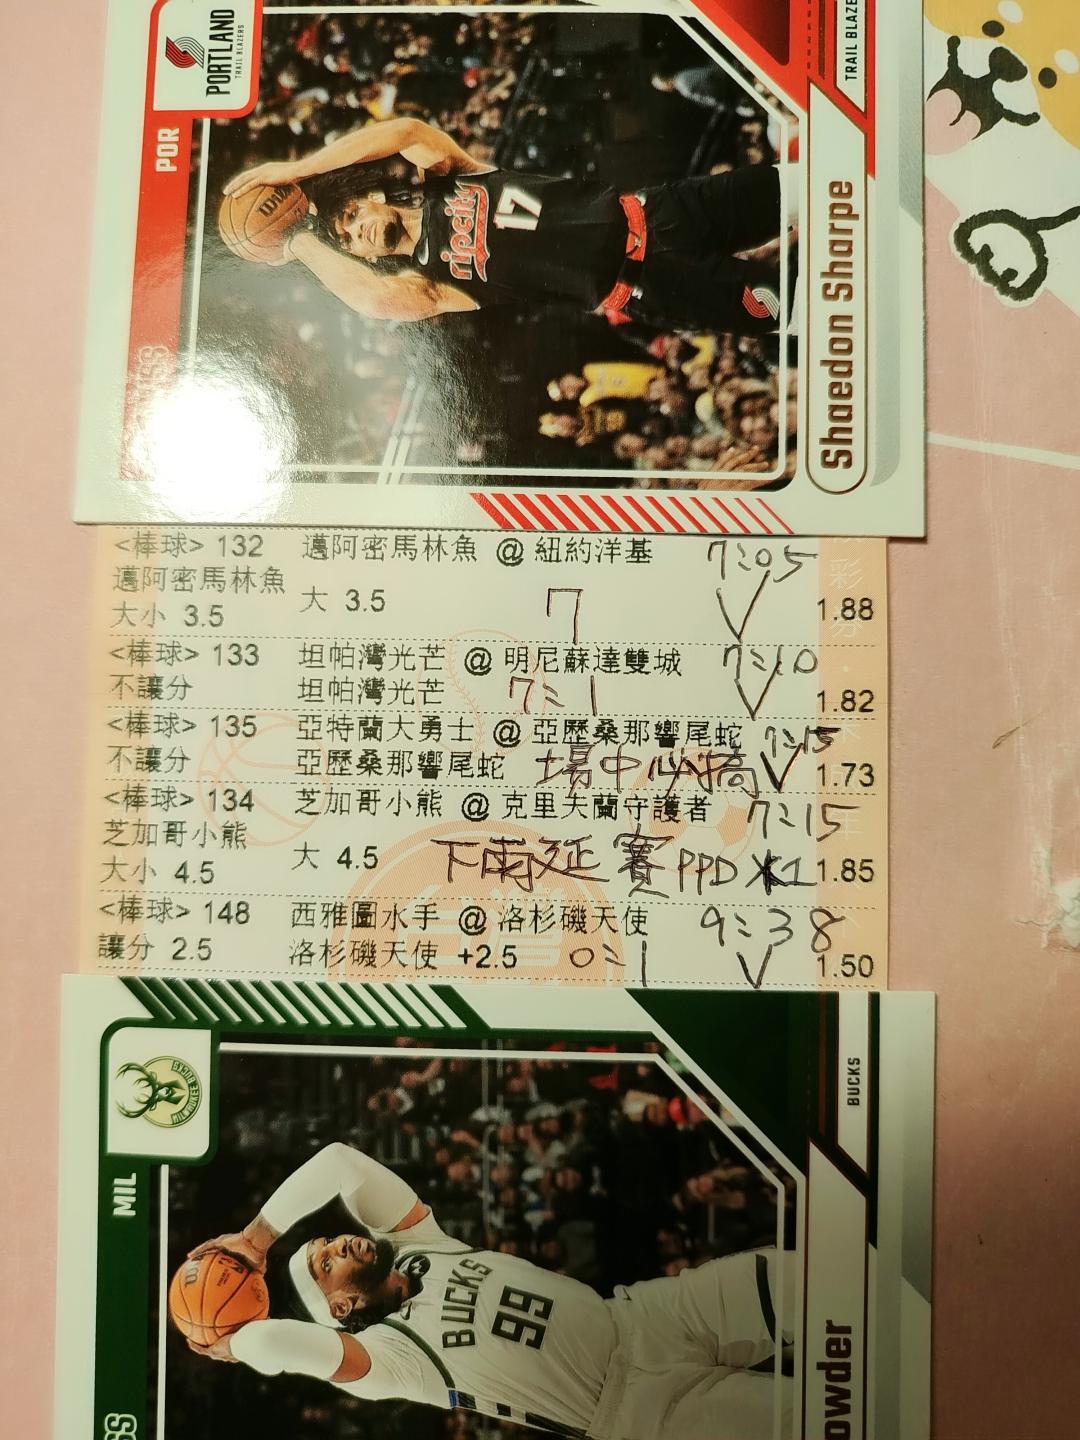 PORTLAND
TRAIL BLAZERS
POR
TRAIL BLAZE
ripcity
17
Shaedon Sharpe
<棒球> 132 邁阿密馬林魚 @ 紐約洋基 7:05
邁阿密馬林魚
大小 3.5 大 3.5 7 V 1.88
<棒球> 133 坦帕灣光芒 @ 明尼蘇達雙城 7:10
不讓分 坦帕灣光芒 7:1 V 1.82
<棒球> 135 亞特蘭大勇士 @ 亞歷桑那響尾蛇 7:15
不讓分 亞歷桑那響尾蛇 場中必搞 V 1.73
<棒球> 134 芝加哥小熊 @ 克里夫蘭守護者 7:15
芝加哥小熊
大小 4.5 大 4.5 下雨延賽 PPD X1 1.85
<棒球> 148 西雅圖水手 @ 洛杉磯天使 9:38
讓分 2.5 洛杉磯天使 +2.5 0:1 V 1.50
MILWAUKEE BUCKS
MIL
BUCKS
BUCKS
99
owder